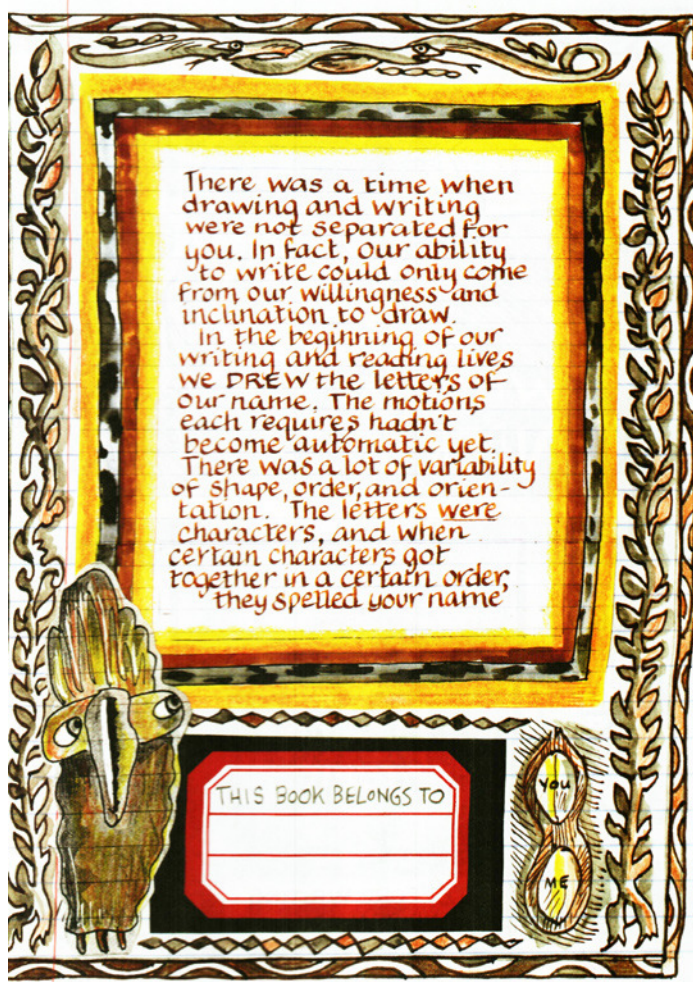 There was a time when
drawing and writing
were not separated for
you. In fact, our ability
to write could only come
from our willingness and
inclination to draw.
In the beginning of our
writing and reading lives
we DREW the letters of
our name. The motions
each requires hadn't
become automatic yet.
There was a lot of variability
of shape, order, and orien-
tation. The letters were
characters, and when
certain characters got
together in a certain order,
they spelled your name
THIS BOOK BELONGS TO
YOU
ME